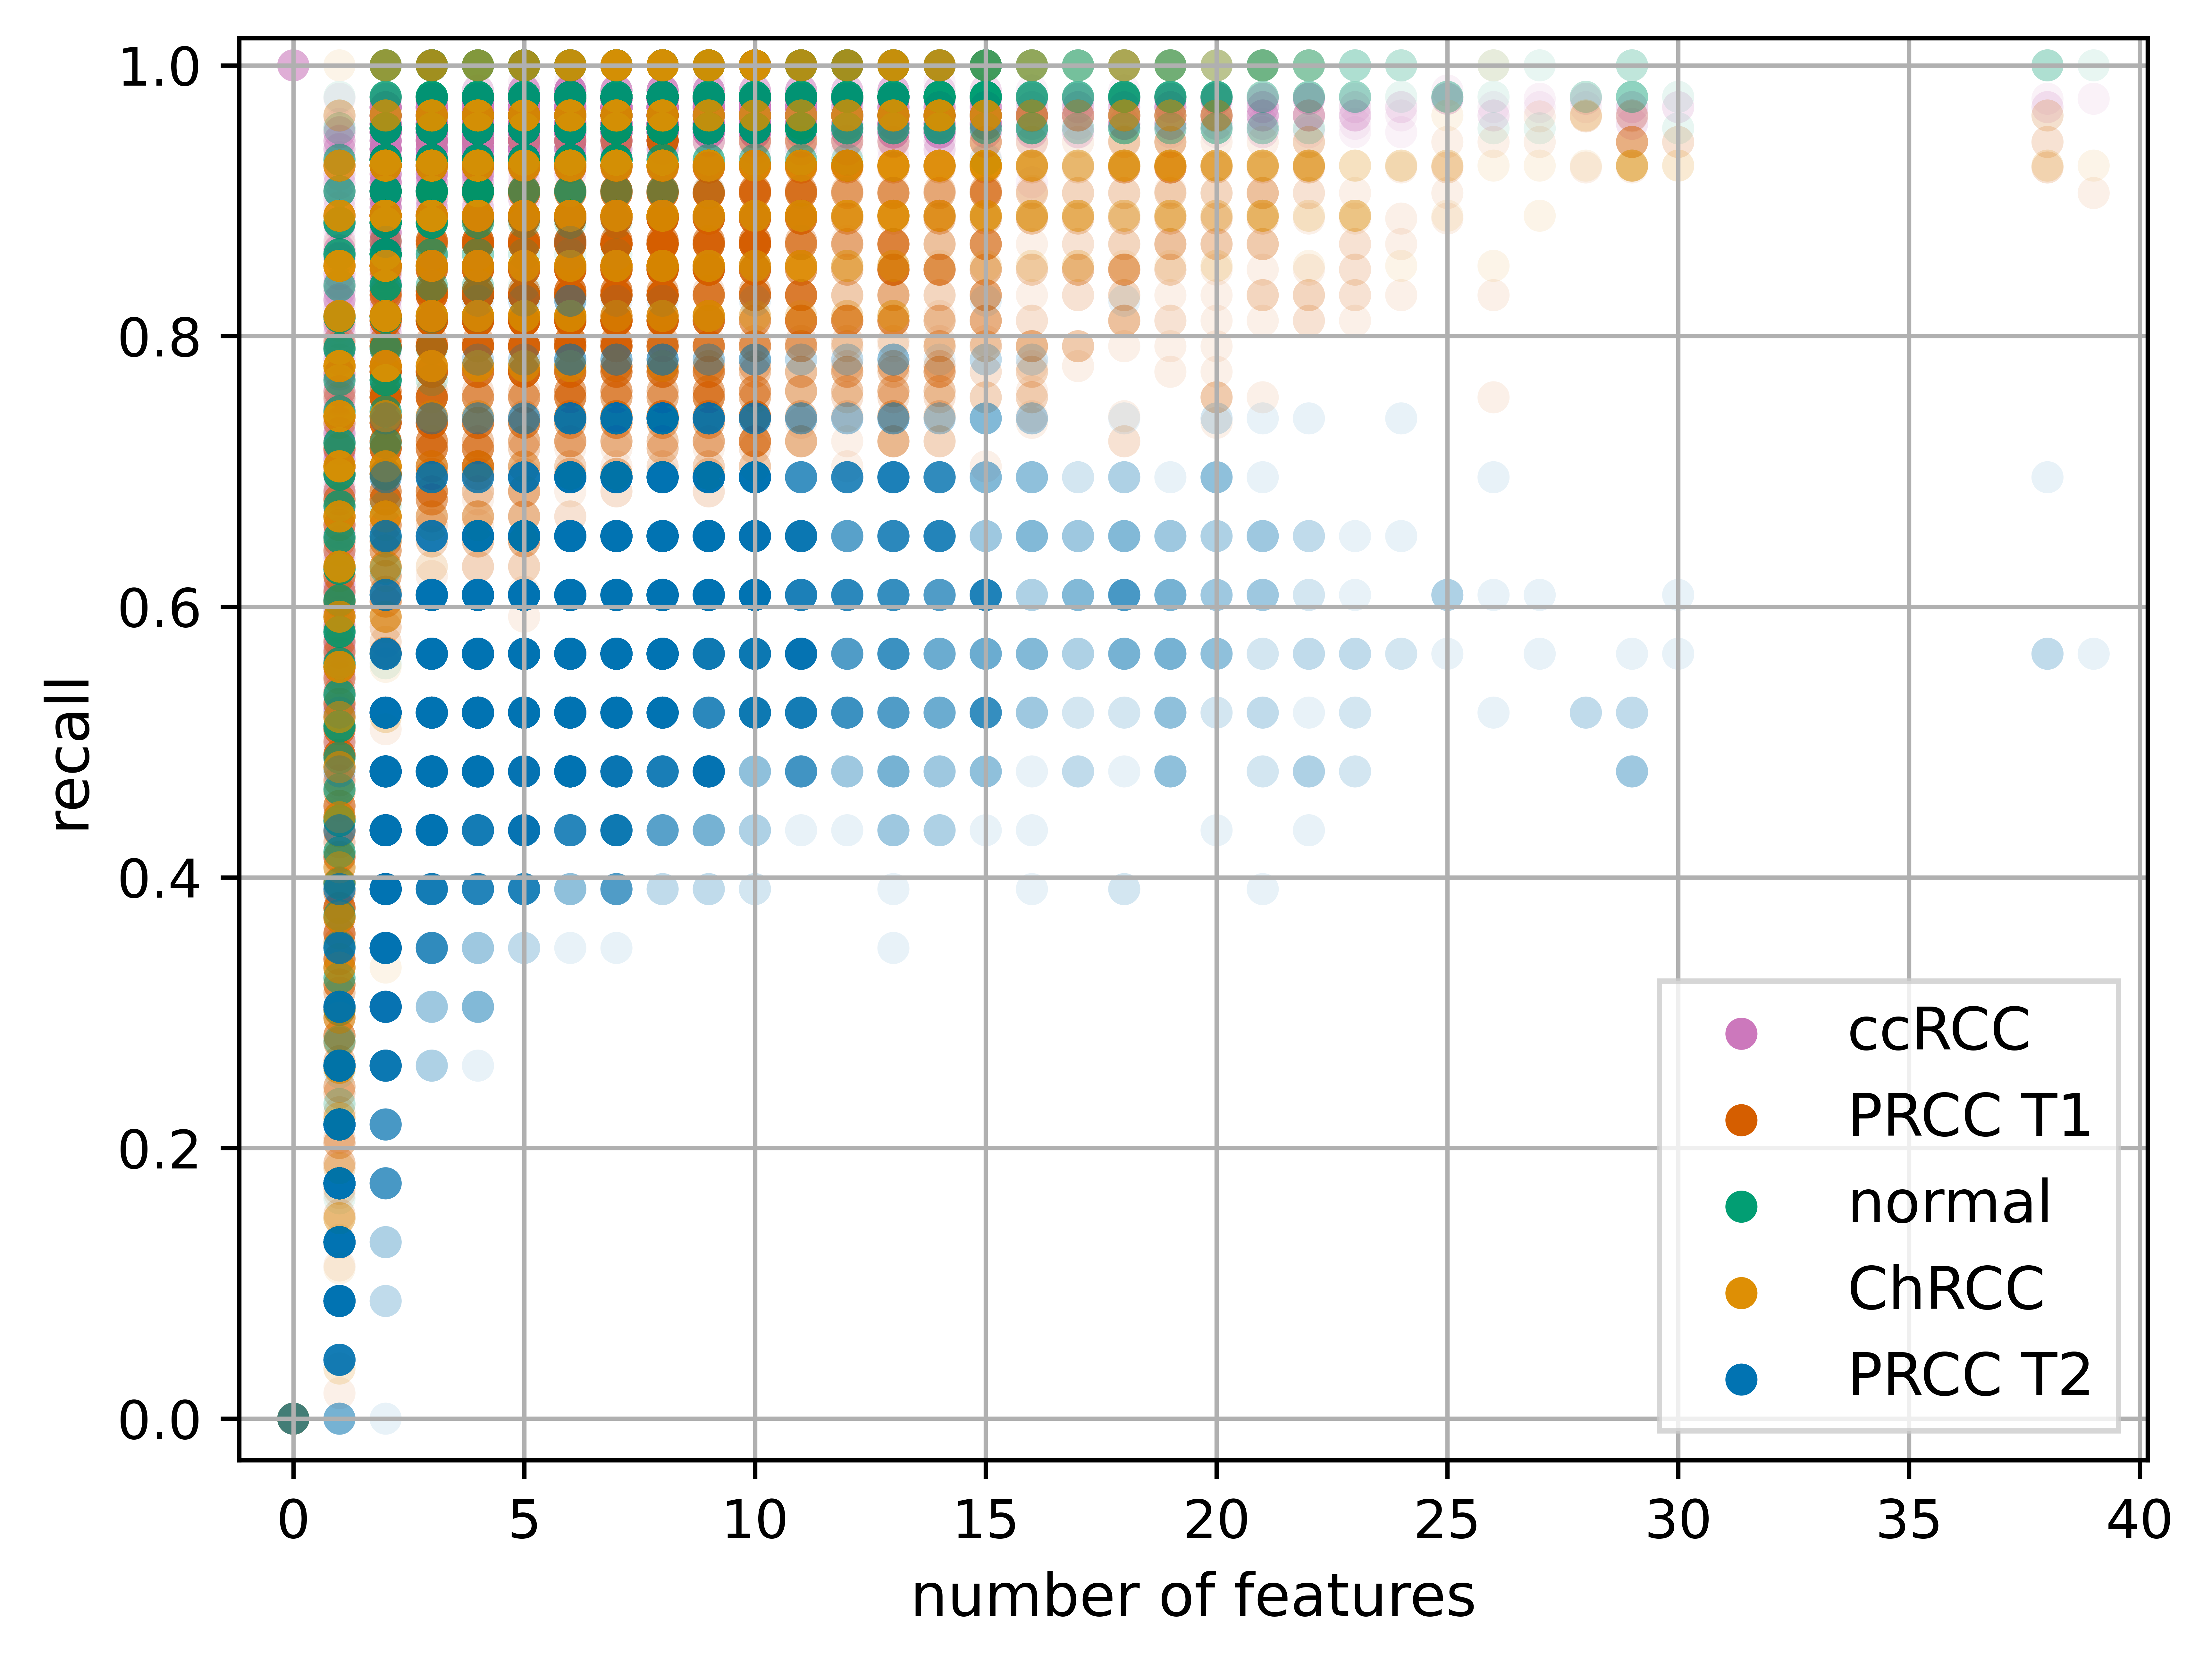 1.0
0.8
0.6
0.4
0.2
0.0
recall
0 5 10 15 20 25 30 35 40
number of features
ccRCC
PRCC T1
normal
ChRCC
PRCC T2